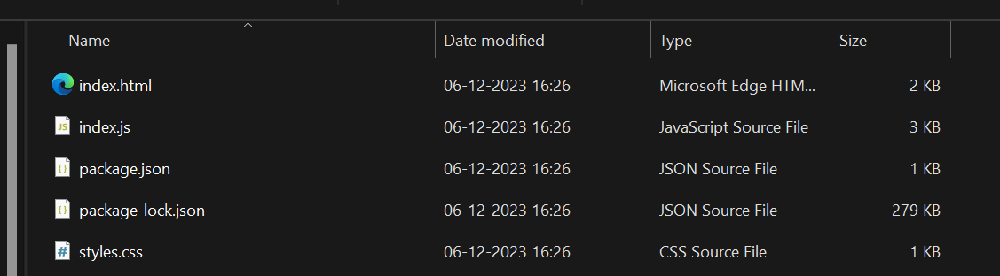 Name Date modified Type Size
index.html 06-12-2023 16:26 Microsoft Edge HTM... 2 KB
JS index.js 06-12-2023 16:26 JavaScript Source File 3 KB
{} package.json 06-12-2023 16:26 JSON Source File 1 KB
{} package-lock.json 06-12-2023 16:26 JSON Source File 279 KB
# styles.css 06-12-2023 16:26 CSS Source File 1 KB